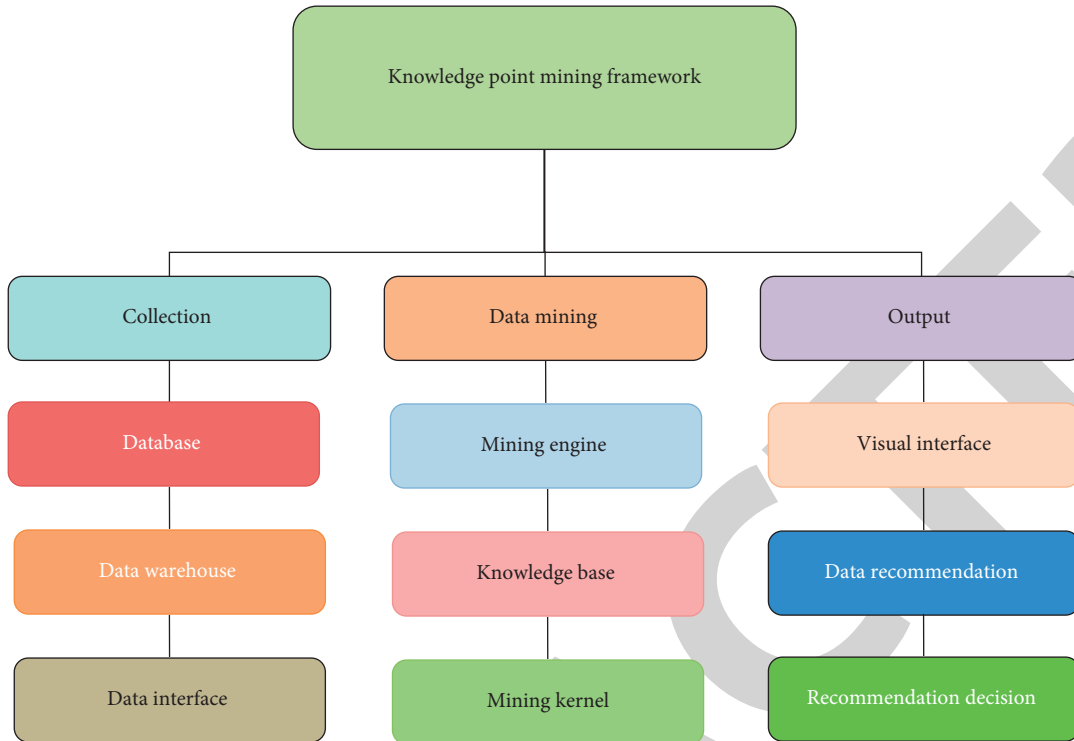 Knowledge point mining framework
Collection
Data mining
Output
Database
Mining engine
Visual interface
Data warehouse
Knowledge base
Data recommendation
Data interface
Mining kernel
Recommendation decision